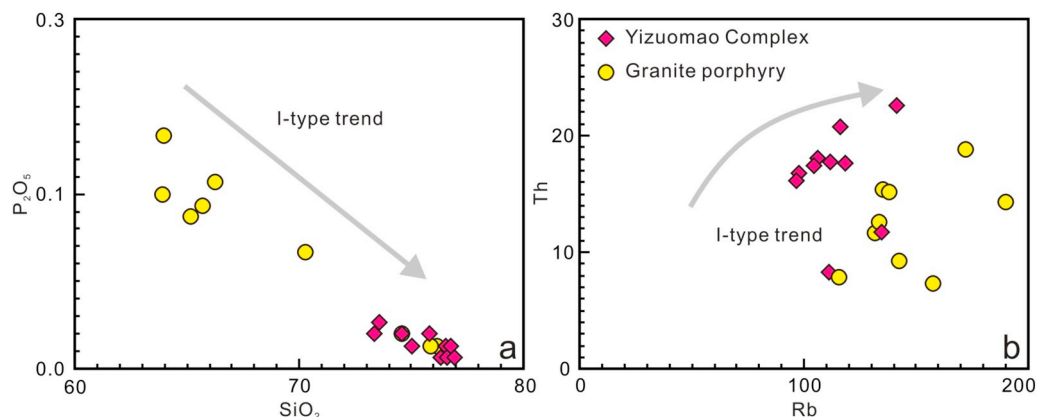 0.3
0.1
0.0
P₂O₅
I-type trend
a
60
70
80
SiO₂
30
20
10
0
Th
Yizuomao Complex
Granite porphyry
I-type trend
b
0
100
200
Rb